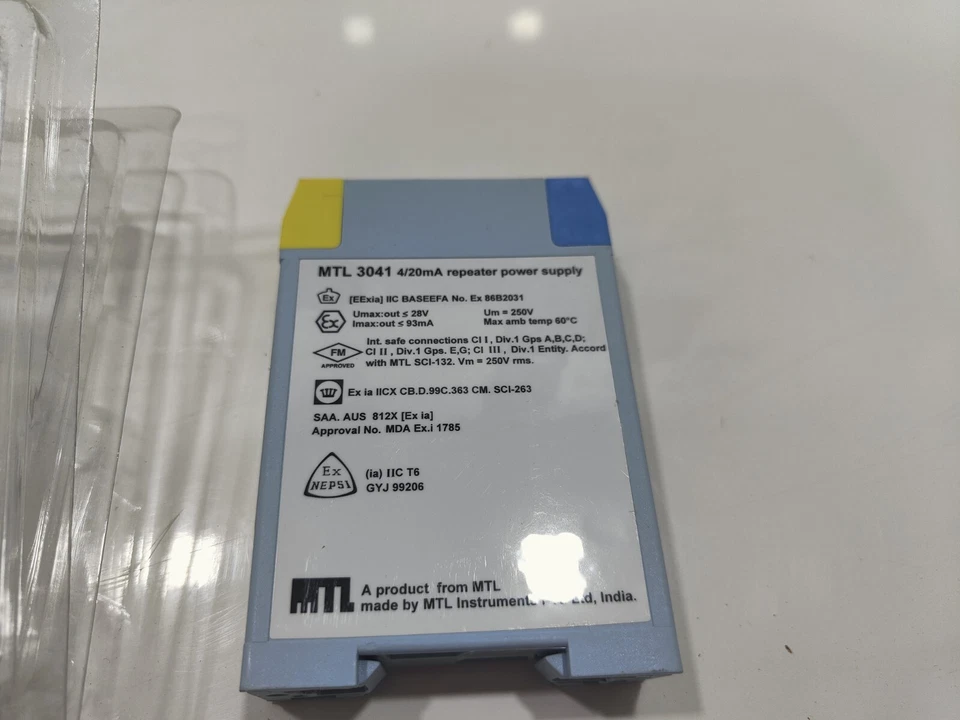 MTL 3041 4/20mA repeater power supply
Ex [EExia] IIC BASEEFA No. Ex 86B2031
Ex Umax:out ≤ 28V Um = 250V
Imax:out ≤ 93mA Max amb temp 60°C
Int. safe connections Cl I, Div.1 Gps A,B,C,D;
FM Cl II, Div.1 Gps. E,G; Cl III, Div.1 Entity. Accord
APPROVED with MTL SCI-132. Vm = 250V rms.
Ex ia IICX CB.D.99C.363 CM. SCI-263
SAA. AUS 812X [Ex ia]
Approval No. MDA Ex.i 1785
Ex (ia) IIC T6
NEPSI GYJ 99206
MTL A product from MTL
made by MTL Instruments Ltd, India.